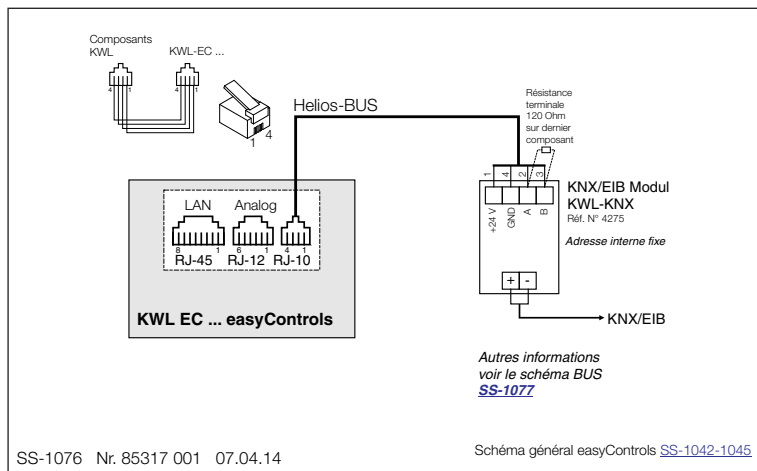 Composants
KWL
KWL-EC ...
4 1
4 1
1 4
Helios-BUS
Résistance
terminale
120 Ohm
sur dernier
composant
1 4 2 3
+24 V GND A B
KNX/EIB Modul
KWL-KNX
Réf. N° 4275
Adresse interne fixe
LAN Analog
8 1 6 1 4 1
RJ-45 RJ-12 RJ-10
+ -
KWL EC ... easyControls
KNX/EIB
Autres informations
voir le schéma BUS
SS-1077
SS-1076 Nr. 85317 001 07.04.14
Schéma général easyControls SS-1042-1045